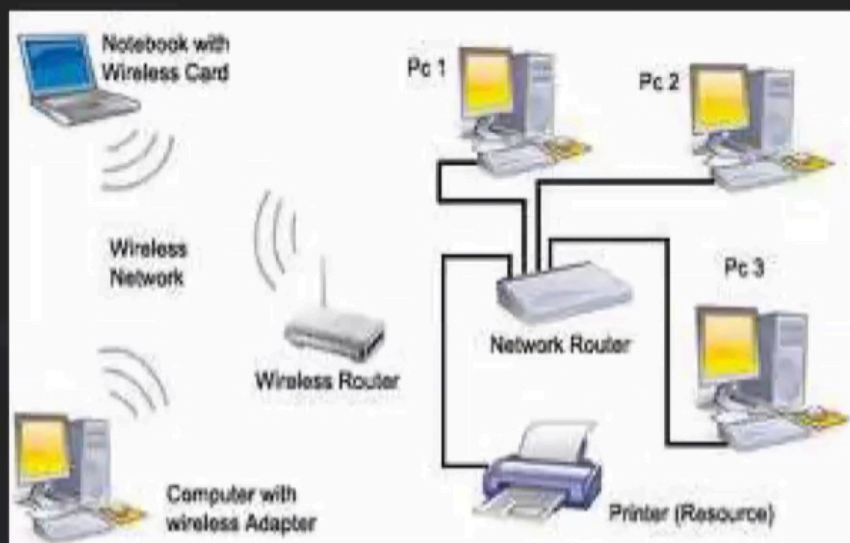 Notebook with
Wireless Card
Pc 1
Pc 2
Wireless
Network
Pc 3
Network Router
Wireless Router
Computer with
wireless Adapter
Printer (Resource)